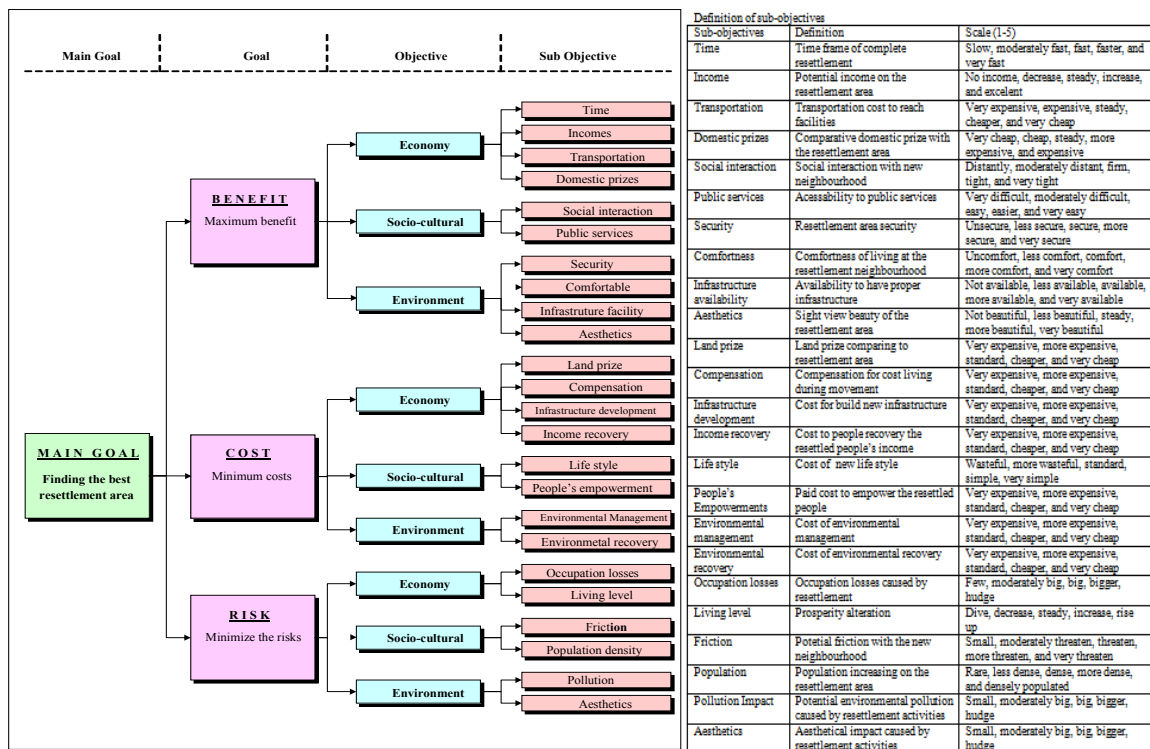 Main Goal
Goal
Objective
Sub Objective
MAIN GOAL
Finding the best
resettlement area
BENEFIT
Maximum benefit
Economy
Time
Incomes
Transportation
Domestic prizes
Socio-cultural
Social interaction
Public services
Environment
Security
Comfortable
Infrastruture facility
Aesthetics
COST
Minimum costs
Economy
Land prize
Compensation
Infrastructure development
Income recovery
Socio-cultural
Life style
People's empowerment
Environment
Environmental Management
Environmetal recovery
RISK
Minimize the risks
Economy
Occupation losses
Living level
Socio-cultural
Friction
Population density
Environment
Pollution
Aesthetics
Definition of sub-objectives
Sub-objectives Definition Scale (1-5)
Time
Time frame of complete
resettlement
Slow, moderately fast, fast, faster, and
very fast
Income
Potential income on the
resettlement area
No income, decrease, steady, increase,
and excelent
Transportation
Transportation cost to reach
facilities
Very expensive, expensive, steady,
cheaper, and very cheap
Domestic prizes
Comparative domestic prize with
the resettlement area
Very cheap, cheap, steady, more
expensive, and expensive
Social interaction
Social interaction with new
neighbourhood
Distantly, moderately distant, firm,
tight, and very tight
Public services
Acessability to public services
Very difficult, moderately difficult,
easy, easier, and very easy
Security
Resettlement area security
Unsecure, less secure, secure, more
secure, and very secure
Comfortness
Comfortness of living at the
resettlement neighbourhood
Uncomfort, less comfort, comfort,
more comfort, and very comfort
Infrastructure
availability
Availability to have proper
infrastructure
Not available, less available, available,
more available, and very available
Aesthetics
Sight view beauty of the
resettlement area
Not beautiful, less beautiful, steady,
more beautiful, very beautiful
Land prize
Land prize comparing to
resettlement area
Very expensive, more expensive,
standard, cheaper, and very cheap
Compensation
Compensation for cost living
during movement
Very expensive, more expensive,
standard, cheaper, and very cheap
Infrastructure
development
Cost for build new infrastructure
Very expensive, more expensive,
standard, cheaper, and very cheap
Income recovery
Cost to people recovery the
resettled people's income
Very expensive, more expensive,
standard, cheaper, and very cheap
Life style
Cost of new life style
Wasteful, more wasteful, standard,
simple, very simple
People's
Empowerments
Paid cost to empower the resettled
people
Very expensive, more expensive,
standard, cheaper, and very cheap
Environmental
management
Cost of environmental
management
Very expensive, more expensive,
standard, cheaper, and very cheap
Environmental
recovery
Cost of environmental recovery
Very expensive, more expensive,
standard, cheaper, and very cheap
Occupation losses
Occupation losses caused by
resettlement
Few, moderately big, big, bigger,
hudge
Living level
Prosperity alteration
Dive, decrease, steady, increase, rise
up
Friction
Potetial friction with the new
neighbourhood
Small, moderately threaten, threaten,
more threaten, and very threaten
Population
Population increasing on the
resettlement area
Rare, less dense, dense, more dense,
and densely populated
Pollution Impact
Potential environmental pollution
caused by resettlement activities
Small, moderately big, big, bigger,
hudge
Aesthetics
Aesthetical impact caused by
resettlement activities
Small, moderately big, big, bigger,
hudge